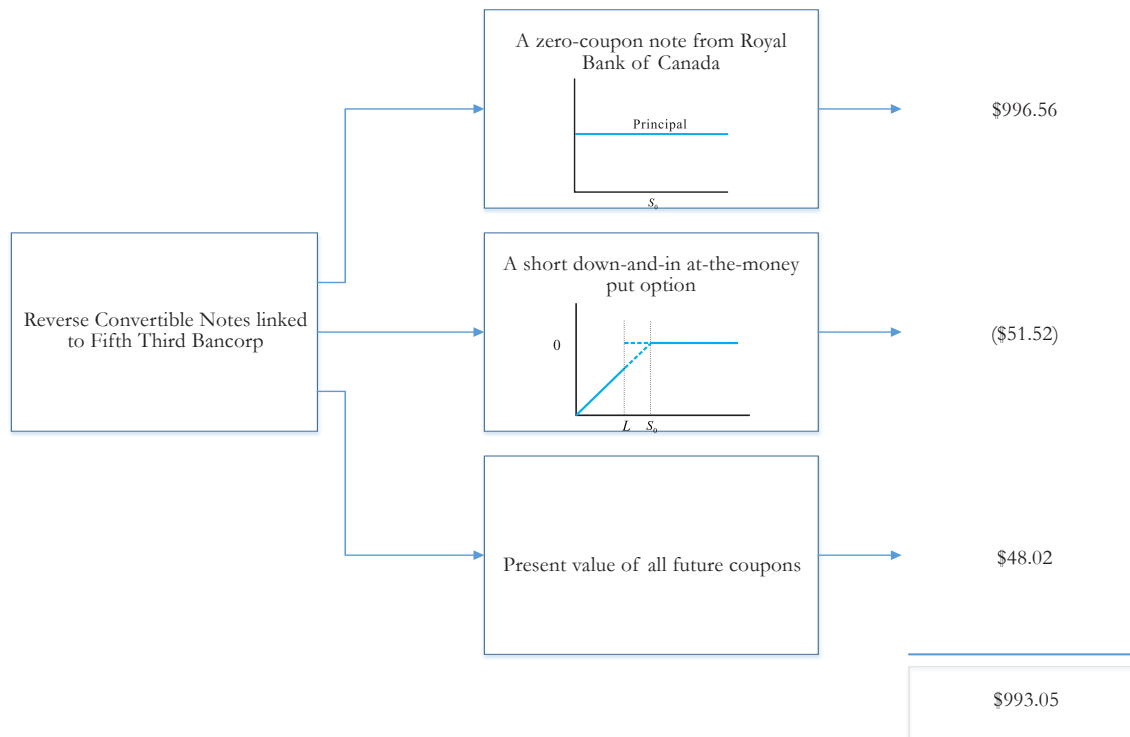 A zero-coupon note from Royal
Bank of Canada
Principal
S₀
$996.56
Reverse Convertible Notes linked
to Fifth Third Bancorp
A short down-and-in at-the-money
put option
0
L S₀
($51.52)
Present value of all future coupons
$48.02
$993.05